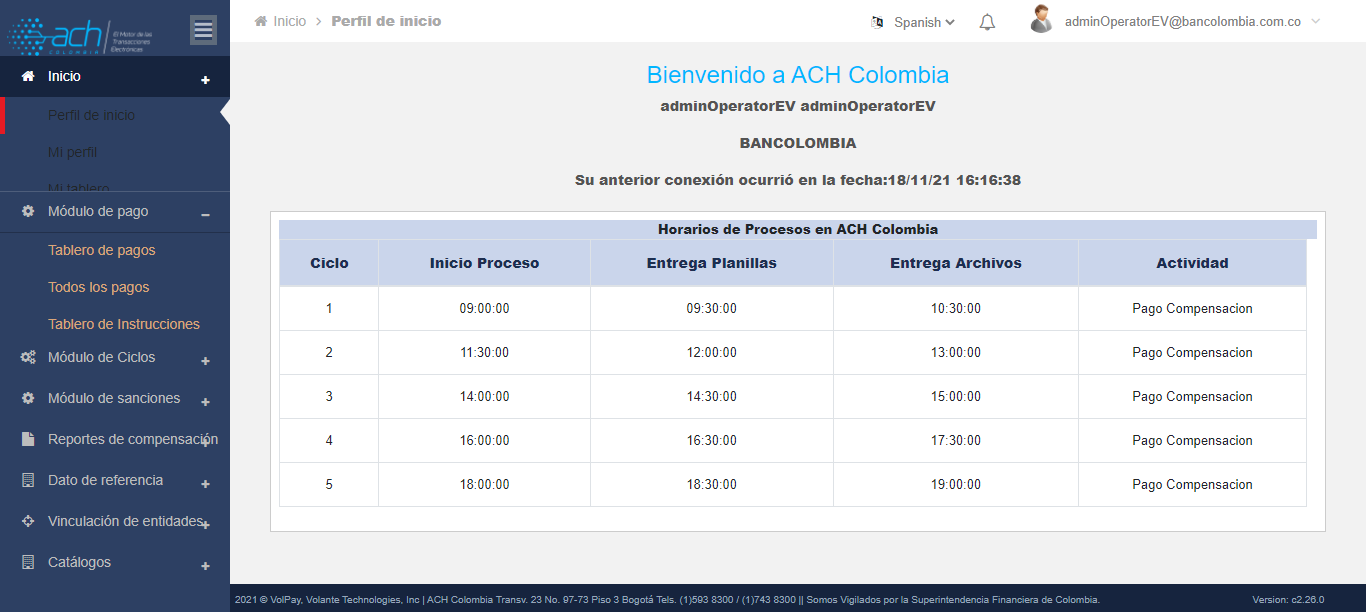 ach
COLOMBIA
El Motor de las
Transacciones
Electrónicas
Inicio
Perfil de inicio
Mi perfil
Mi tablero
Módulo de pago
Tablero de pagos
Todos los pagos
Tablero de Instrucciones
Módulo de Ciclos
Módulo de sanciones
Reportes de compensación
Dato de referencia
Vinculación de entidades
Catálogos
Inicio > Perfil de inicio
Spanish
adminOperatorEV@bancolombia.com.co
Bienvenido a ACH Colombia
adminOperatorEV adminOperatorEV
BANCOLOMBIA
Su anterior conexión ocurrió en la fecha:18/11/21 16:16:38
Horarios de Procesos en ACH Colombia
Ciclo Inicio Proceso Entrega Planillas Entrega Archivos Actividad
1 09:00:00 09:30:00 10:30:00 Pago Compensacion
2 11:30:00 12:00:00 13:00:00 Pago Compensacion
3 14:00:00 14:30:00 15:00:00 Pago Compensacion
4 16:00:00 16:30:00 17:30:00 Pago Compensacion
5 18:00:00 18:30:00 19:00:00 Pago Compensacion
2021 © VolPay, Volante Technologies, Inc | ACH Colombia Transv. 23 No. 97-73 Piso 3 Bogotá Tels. (1)593 8300 / (1)743 8300 || Somos Vigilados por la Superintendencia Financiera de Colombia. Version: c2.26.0